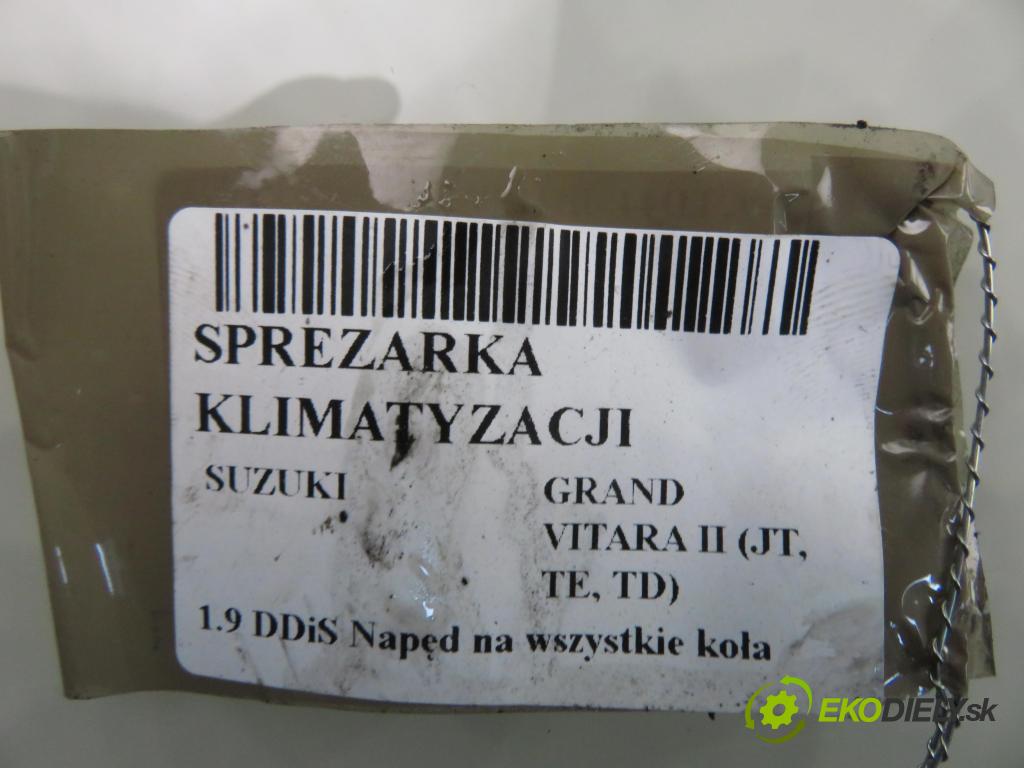 SPREZARKA
KLIMATYZACJI
SUZUKI
GRAND
VITARA II (JT,
TE, TD)
1.9 DDiS Napęd na wszystkie koła
EKODIELY.sk